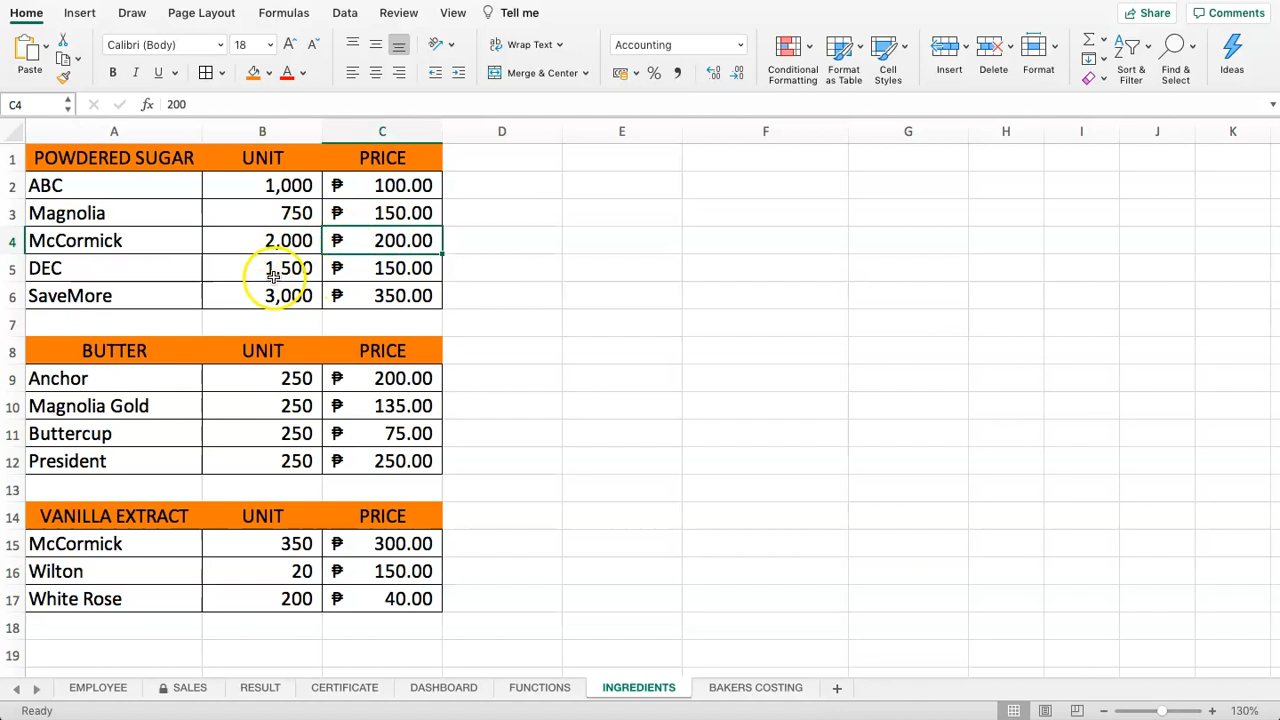 Home Insert Draw Page Layout Formulas Data Review View Tell me Share Comments
Calibri (Body) 18 Wrap Text Accounting
Paste B I U Merge & Center Conditional Formatting Format as Table Cell Styles Insert Delete Format Sort & Filter Find & Select Ideas
C4 fx 200
A B C D E F G H I J K
1 POWDERED SUGAR UNIT PRICE
2 ABC 1,000 ₱ 100.00
3 Magnolia 750 ₱ 150.00
4 McCormick 2,000 ₱ 200.00
5 DEC 1,500 ₱ 150.00
6 SaveMore 3,000 ₱ 350.00
7
8 BUTTER UNIT PRICE
9 Anchor 250 ₱ 200.00
10 Magnolia Gold 250 ₱ 135.00
11 Buttercup 250 ₱ 75.00
12 President 250 ₱ 250.00
13
14 VANILLA EXTRACT UNIT PRICE
15 McCormick 350 ₱ 300.00
16 Wilton 20 ₱ 150.00
17 White Rose 200 ₱ 40.00
18
19
EMPLOYEE SALES RESULT CERTIFICATE DASHBOARD FUNCTIONS INGREDIENTS BAKERS COSTING
Ready 130%